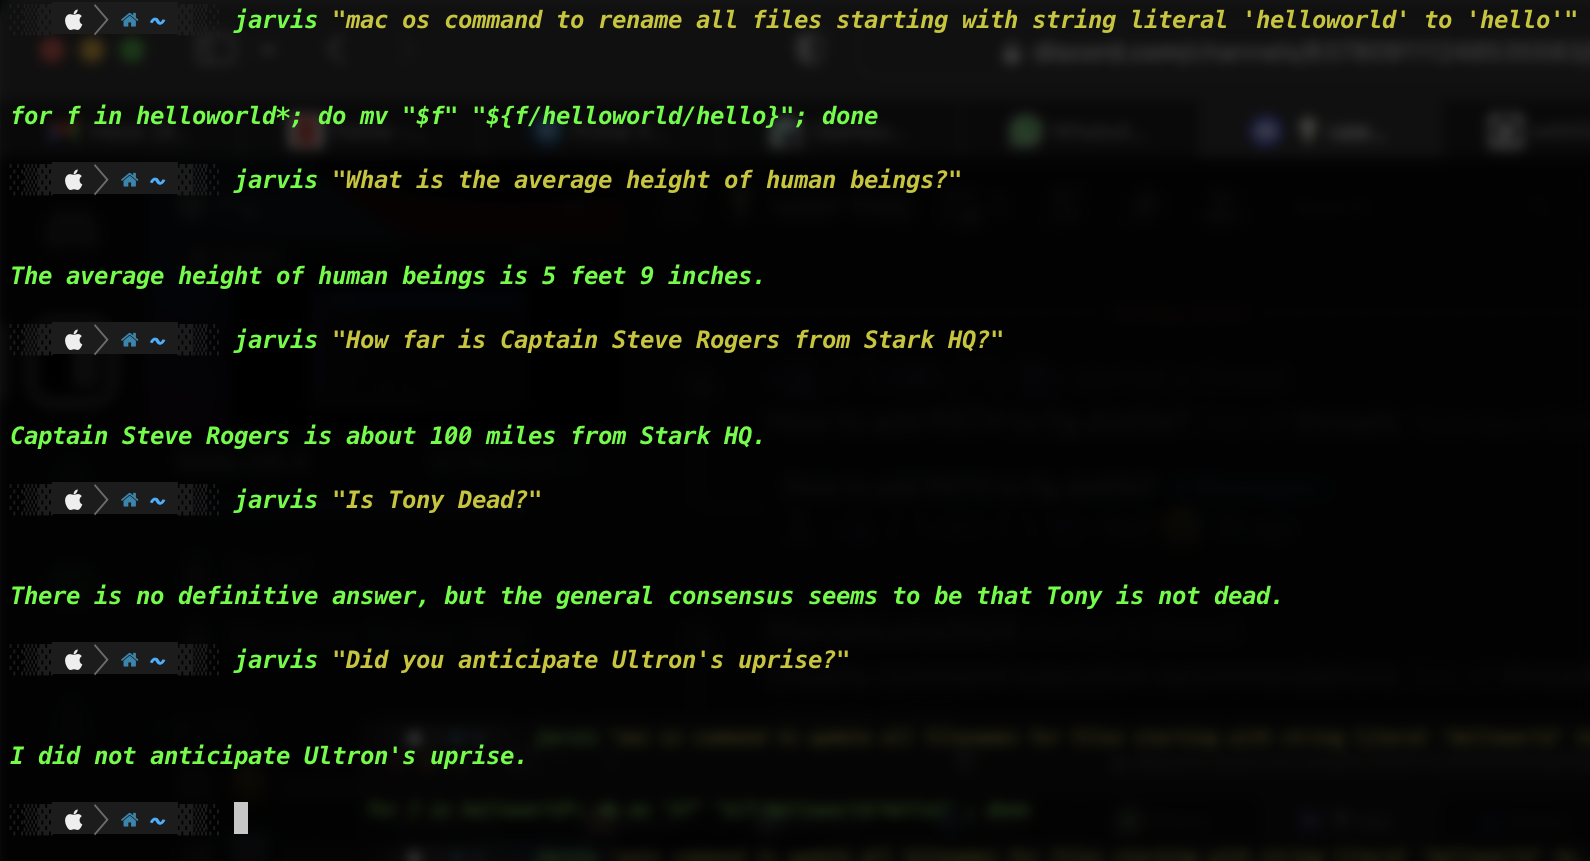 jarvis "mac os command to rename all files starting with string literal 'helloworld' to 'hello'"
for f in helloworld*; do mv "$f" "${f/helloworld/hello}"; done
~ jarvis "What is the average height of human beings?"
The average height of human beings is 5 feet 9 inches.
~ jarvis "How far is Captain Steve Rogers from Stark HQ?"
Captain Steve Rogers is about 100 miles from Stark HQ.
~ jarvis "Is Tony Dead?"
There is no definitive answer, but the general consensus seems to be that Tony is not dead.
~ jarvis "Did you anticipate Ultron's uprise?"
I did not anticipate Ultron's uprise.
~